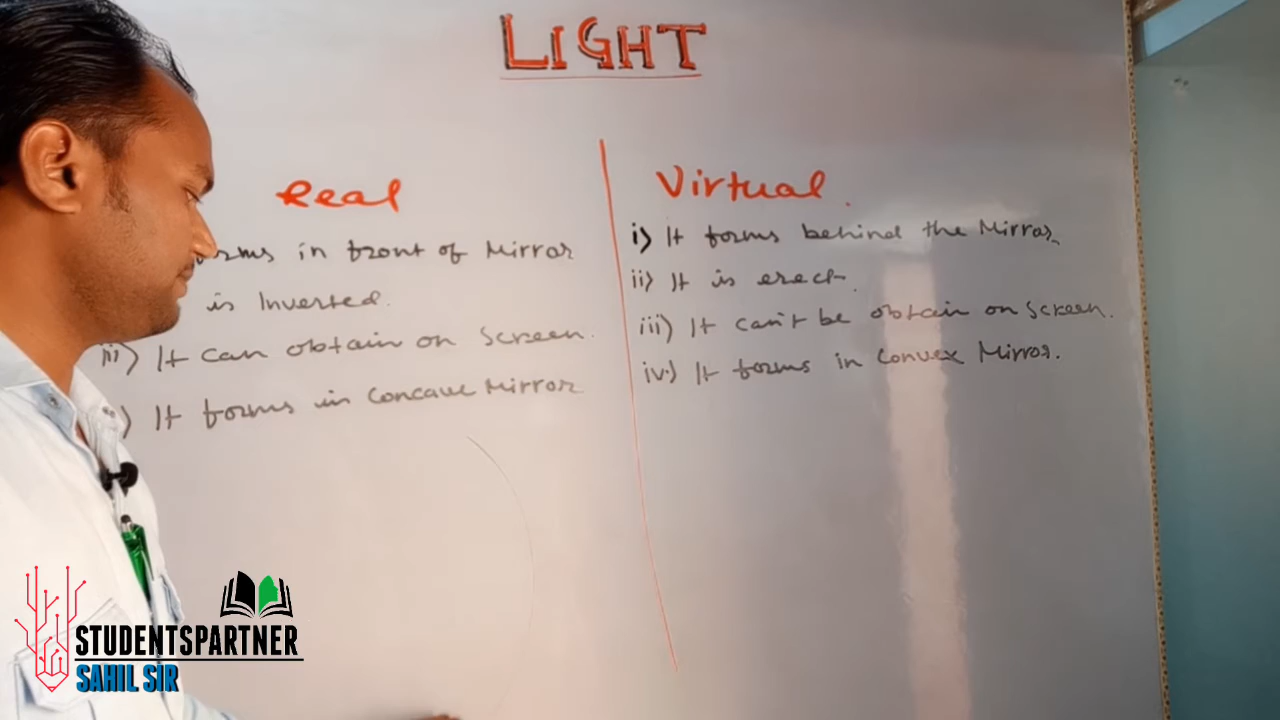 LIGHT
Real
forms in front of Mirror
is Inverted.
iii) It can obtain on Screen.
) It forms in Concave Mirror
Virtual
i) It forms behind the Mirror
ii) It is erect.
iii) It can't be obtain on Screen.
iv.) It forms in Convex Mirror.
STUDENTSPARTNER
SAHIL SIR